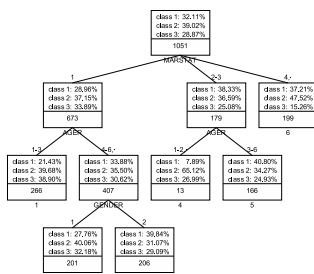 class 1: 32.11%
class 2: 39.02%
class 3: 28.87%
1051
MARSTAT
1
2-3
4,·
class 1: 28,96%
class 2: 37,15%
class 3: 33.89%
673
class 1: 38,33%
class 2: 36,59%
class 3: 25.08%
179
class 1: 37,21%
class 2: 47,52%
class 3: 15.26%
199
AGER
AGER
6
1-3
4-6,·
1-2,·
3-6
class 1: 21.43%
class 2: 39.68%
class 3: 38,90%
266
class 1: 33,88%
class 2: 35,50%
class 3: 30,62%
407
class 1: 7.89%
class 2: 65.12%
class 3: 26,99%
13
class 1: 40.80%
class 2: 34.27%
class 3: 24,93%
166
1
GENDER
4
5
1
2
class 1: 27,76%
class 2: 40.06%
class 3: 32.18%
201
class 1: 39,84%
class 2: 31.07%
class 3: 29.09%
206